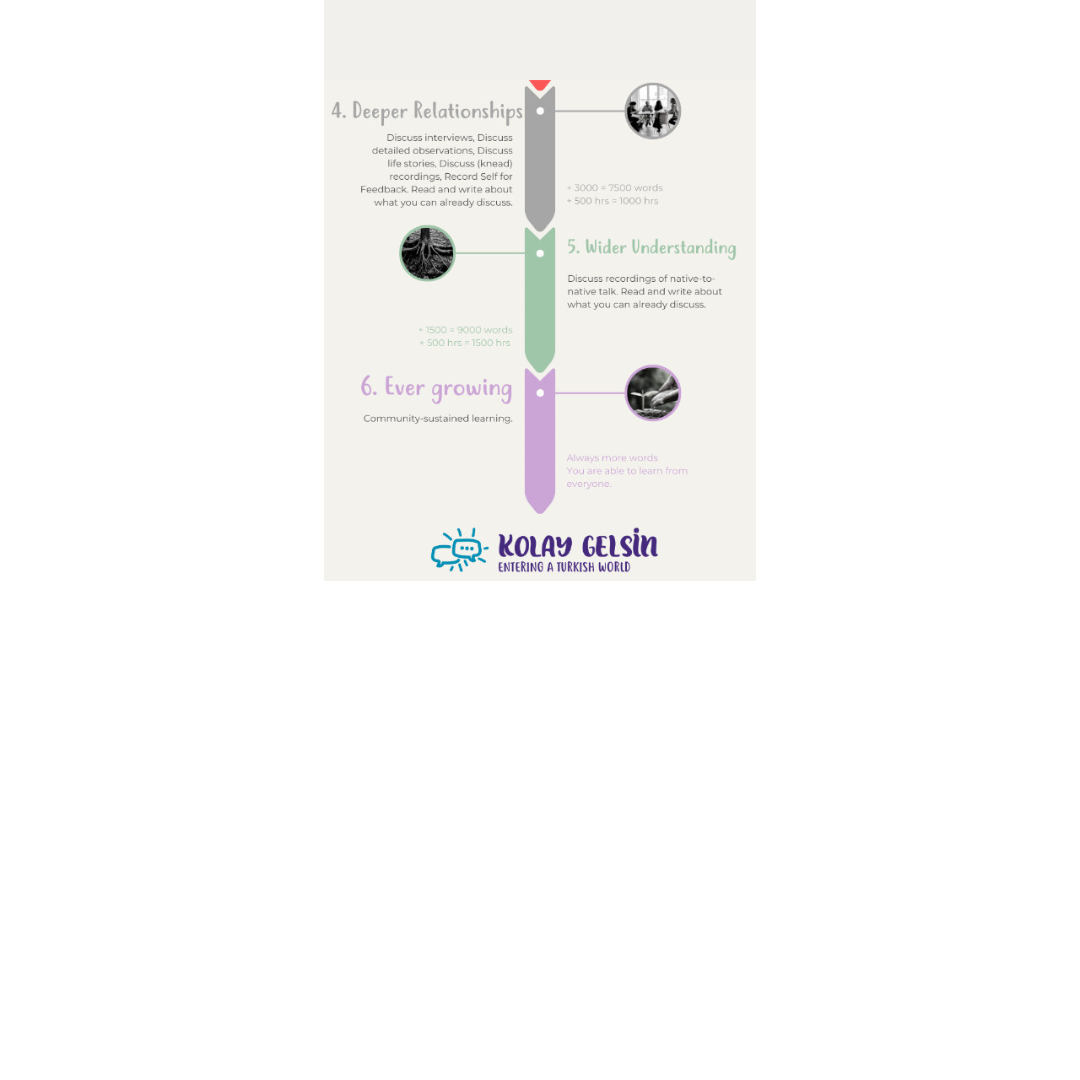 4. Deeper Relationships
Discuss interviews, Discuss
detailed observations, Discuss
life stories, Discuss (knead)
recordings, Record Self for
Feedback. Read and write about
what you can already discuss.
+ 3000 = 7500 words
+ 500 hrs = 1000 hrs
5. Wider Understanding
Discuss recordings of native-to-
native talk. Read and write about
what you can already discuss.
+ 1500 = 9000 words
+ 500 hrs = 1500 hrs
6. Ever growing
Community-sustained learning.
Always more words
You are able to learn from
everyone.
KOLAY GELSİN
ENTERING A TURKISH WORLD